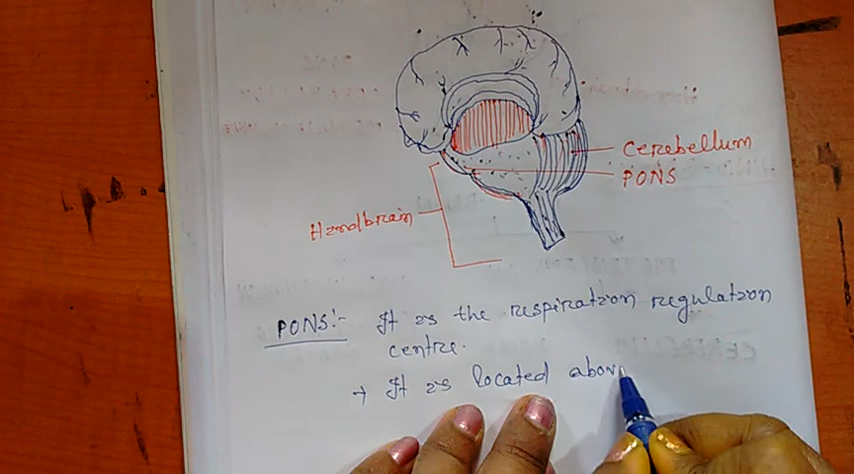 Cerebellum
PONS
Hindbrain
PONS:- It is the respiration regulation
centre.
→ It is located abov